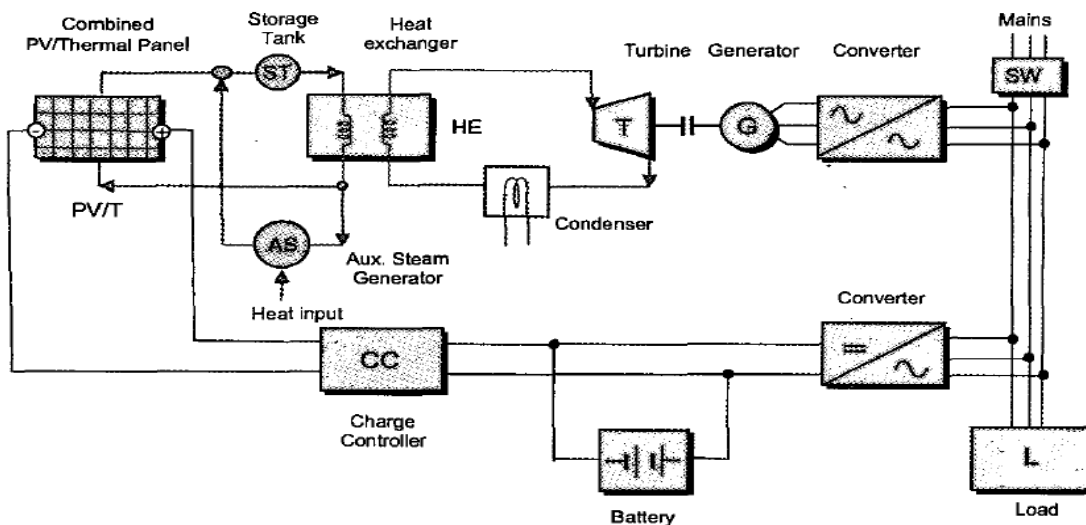 Combined
PV/Thermal Panel
Storage
Tank
Heat
exchanger
Turbine
Generator
Converter
Mains
ST
SW
HE
T
G
PV/T
Condenser
AS
Aux. Steam
Generator
Heat input
Converter
CC
Charge
Controller
Battery
L
Load